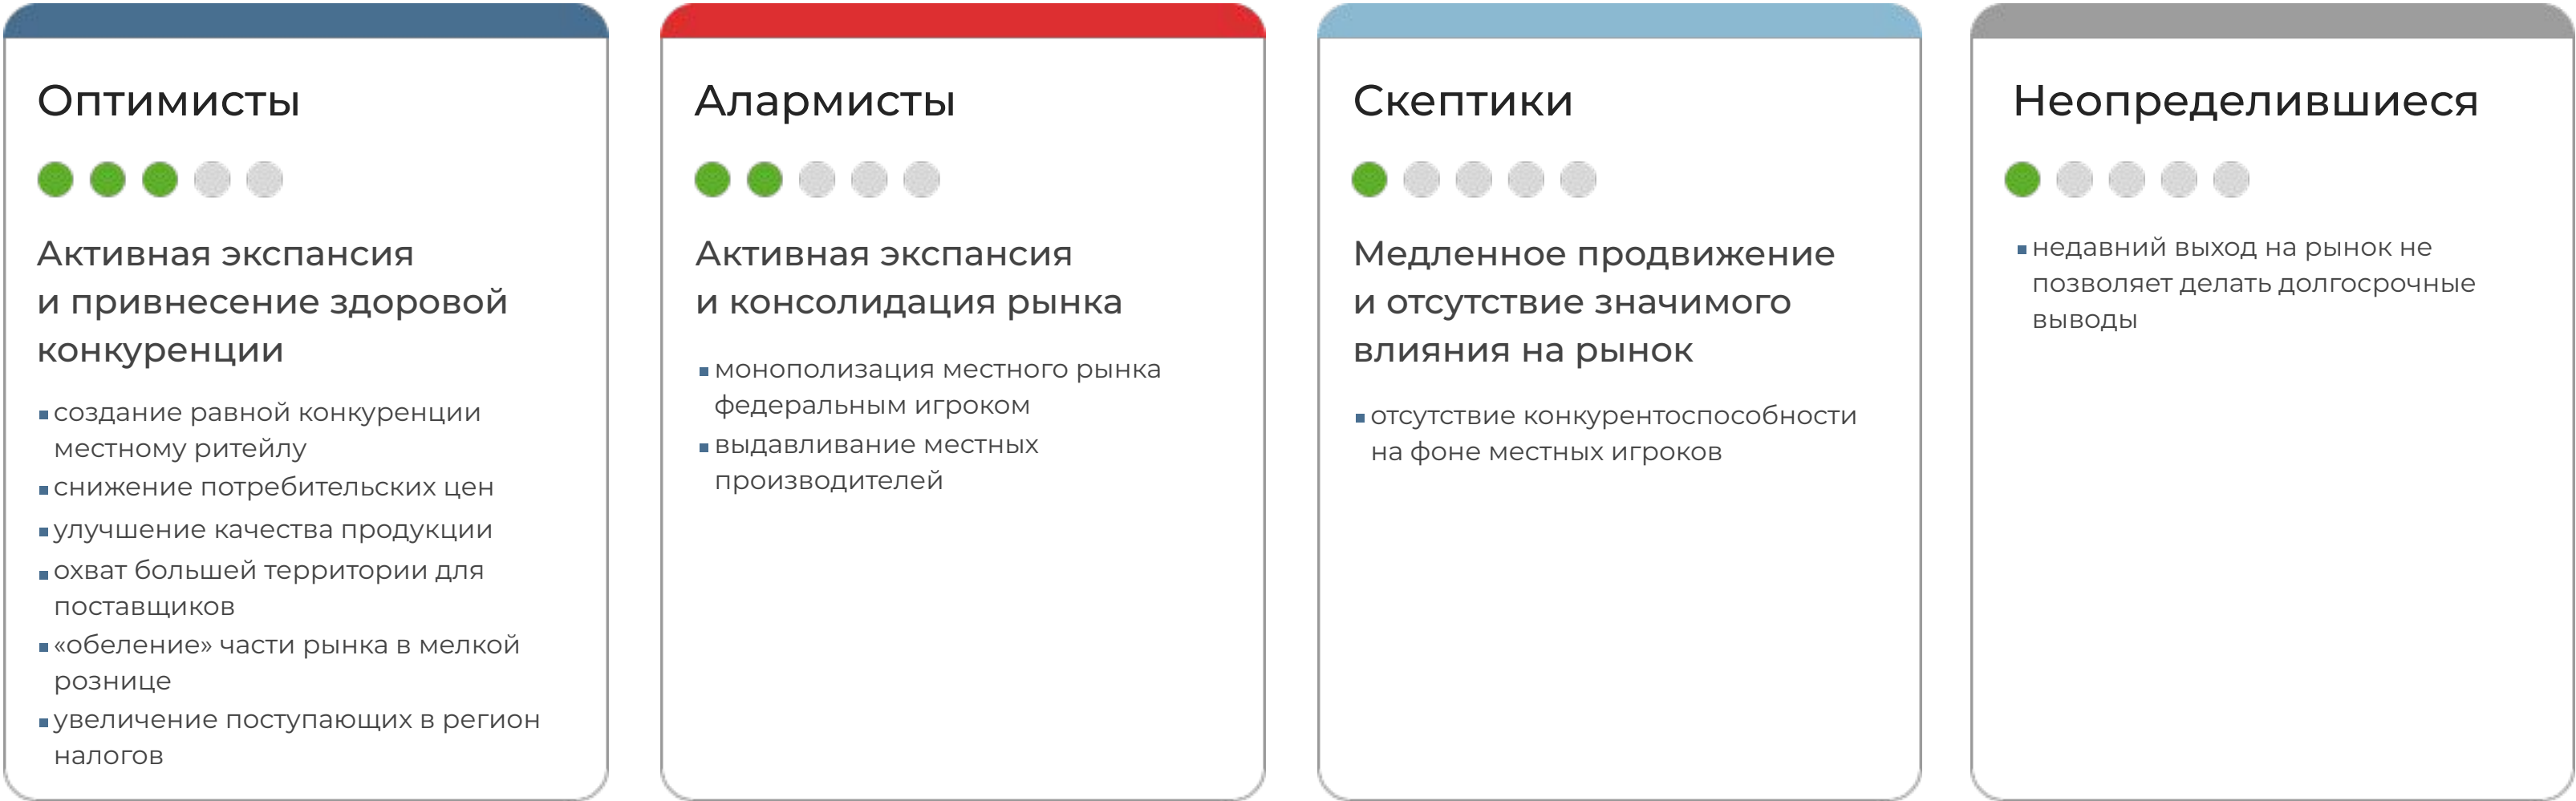 Оптимисты
Активная экспансия
и привнесение здоровой
конкуренции
создание равной конкуренции
местному ритейлу
снижение потребительских цен
улучшение качества продукции
охват большей территории для
поставщиков
«обеление» части рынка в мелкой
рознице
увеличение поступающих в регион
налогов
Алармисты
Активная экспансия
и консолидация рынка
монополизация местного рынка
федеральным игроком
выдавливание местных
производителей
Скептики
Медленное продвижение
и отсутствие значимого
влияния на рынок
отсутствие конкурентоспособности
на фоне местных игроков
Неопределившиеся
недавний выход на рынок не
позволяет делать долгосрочные
выводы